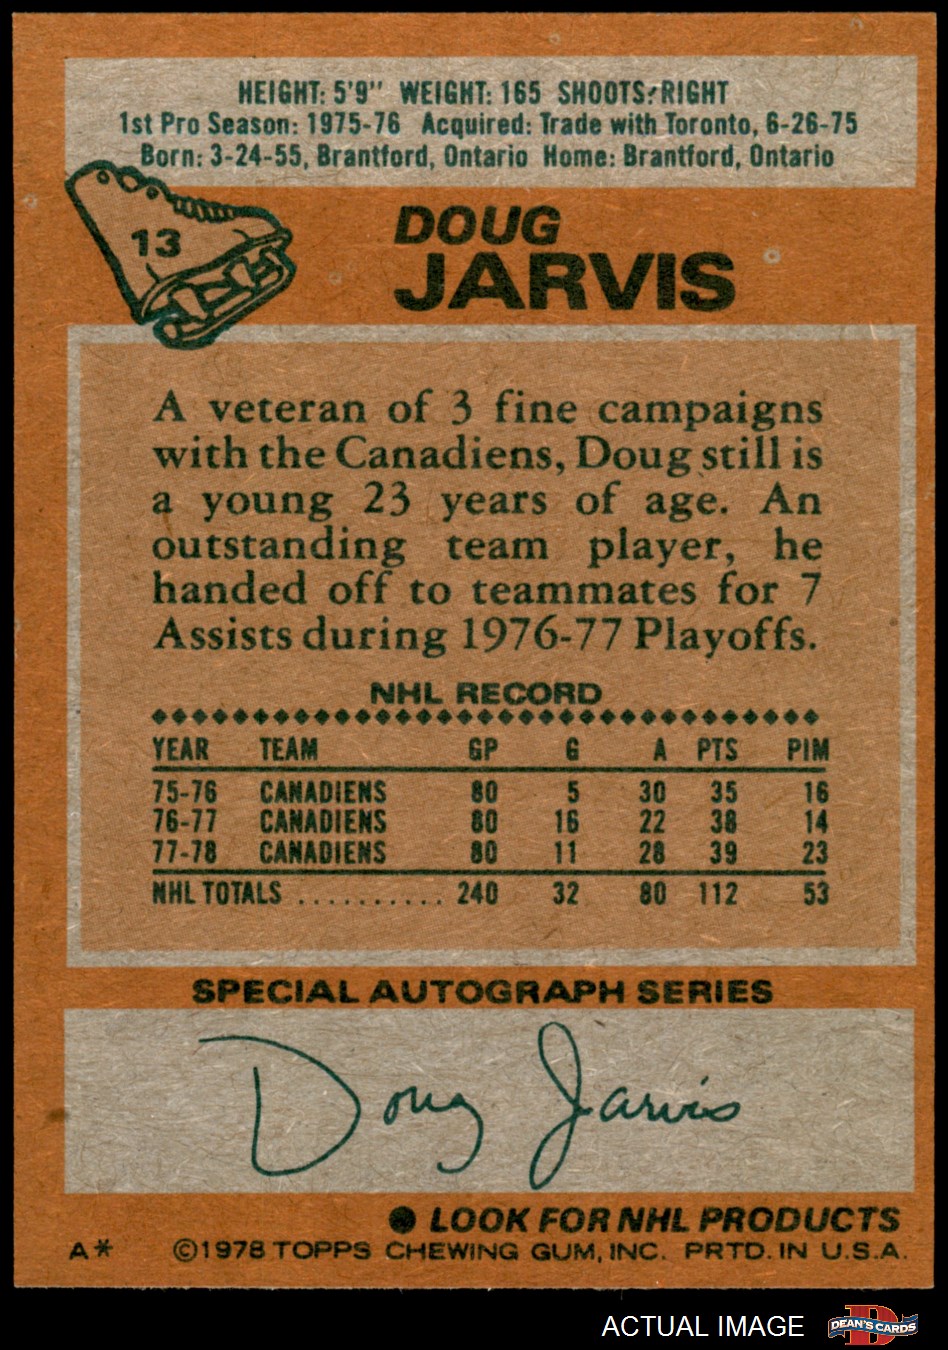 HEIGHT: 5'9" WEIGHT: 165 SHOOTS: RIGHT
1st Pro Season: 1975-76 Acquired: Trade with Toronto, 6-26-75
Born: 3-24-55, Brantford, Ontario Home: Brantford, Ontario
13
DOUG
JARVIS
A veteran of 3 fine campaigns
with the Canadiens, Doug still is
a young 23 years of age. An
outstanding team player, he
handed off to teammates for 7
Assists during 1976-77 Playoffs.
NHL RECORD
YEAR TEAM GP G A PTS PIM
75-76 CANADIENS 80 5 30 35 16
76-77 CANADIENS 80 16 22 38 14
77-78 CANADIENS 80 11 28 39 23
NHL TOTALS .......... 240 32 80 112 53
SPECIAL AUTOGRAPH SERIES
Doug Jarvis
● LOOK FOR NHL PRODUCTS
A* ©1978 TOPPS CHEWING GUM, INC. PRTD. IN U.S.A.
ACTUAL IMAGE DEAN'S CARDS